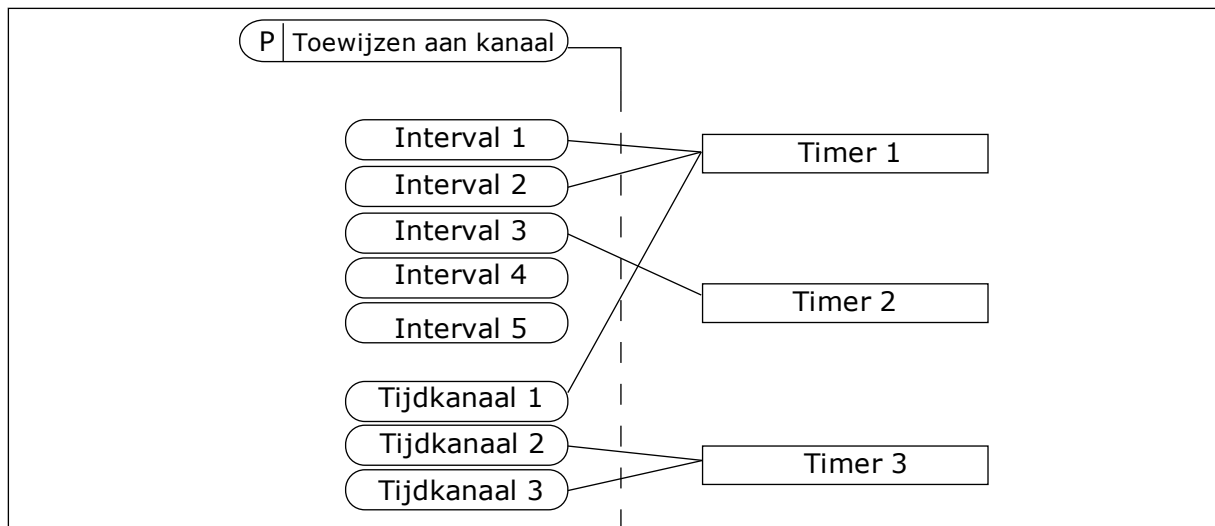 P Toewijzen aan kanaal
Interval 1
Interval 2
Interval 3
Interval 4
Interval 5
Tijdkanaal 1
Tijdkanaal 2
Tijdkanaal 3
Timer 1
Timer 2
Timer 3